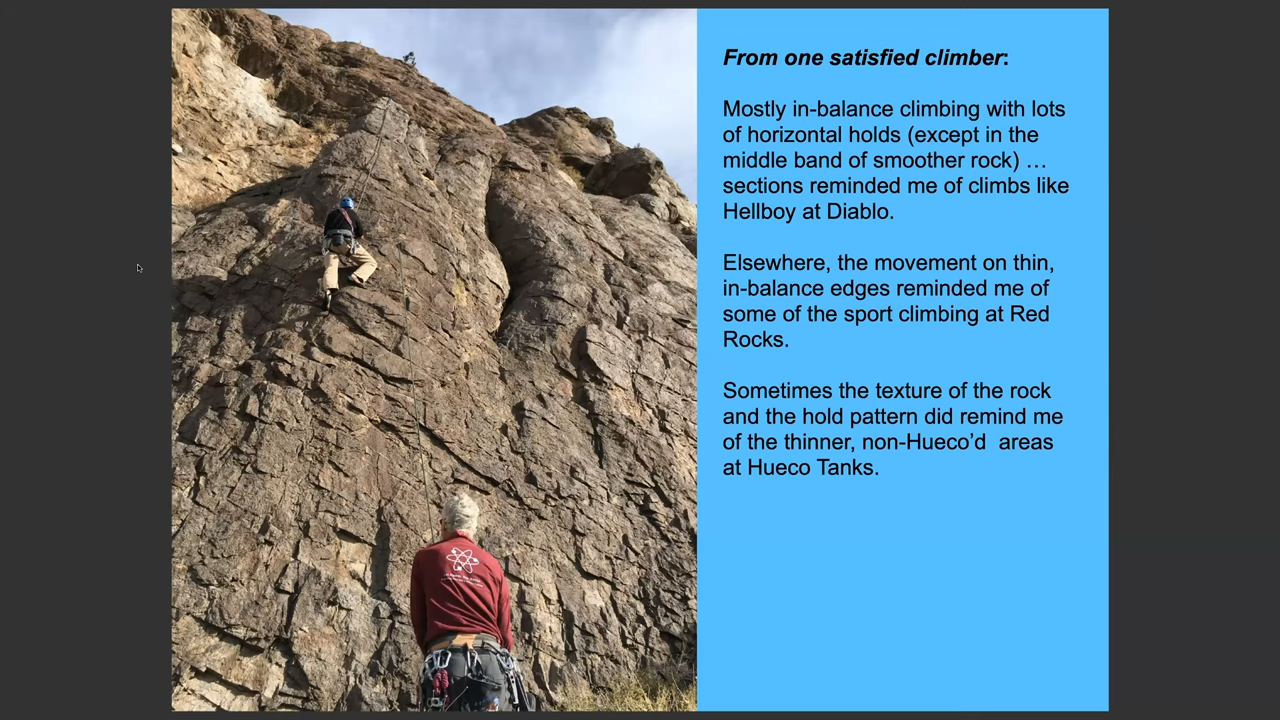 From one satisfied climber:
Mostly in-balance climbing with lots
of horizontal holds (except in the
middle band of smoother rock) …
sections reminded me of climbs like
Hellboy at Diablo.
Elsewhere, the movement on thin,
in-balance edges reminded me of
some of the sport climbing at Red
Rocks.
Sometimes the texture of the rock
and the hold pattern did remind me
of the thinner, non-Hueco’d  areas
at Hueco Tanks.